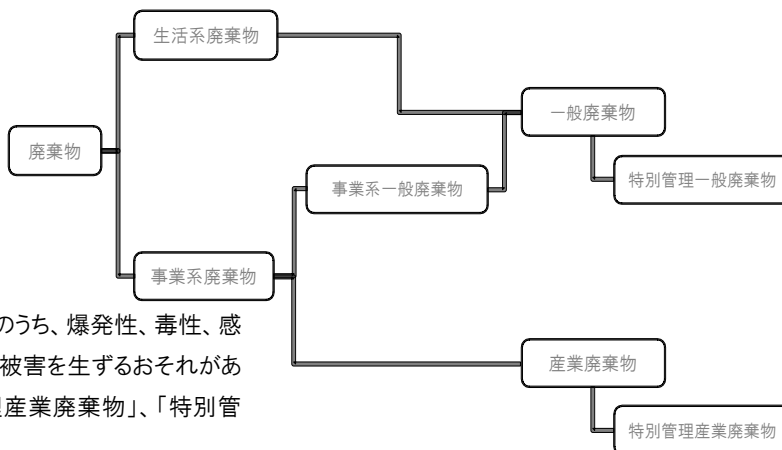 生活系廃棄物
一般廃棄物
廃棄物
事業系一般廃棄物
特別管理一般廃棄物
事業系廃棄物
のうち、爆発性、毒性、感
被害を生ずるおそれがあ
産業廃棄物」、「特別管
産業廃棄物
特別管理産業廃棄物